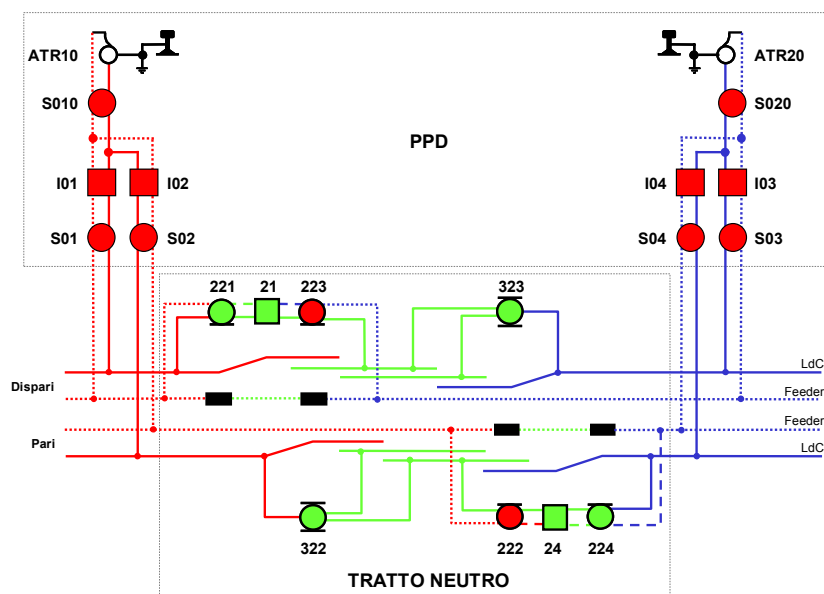 ATR10
ATR20
S010
S020
PPD
I01
I02
I04
I03
S01
S02
S04
S03
221
21
223
323
LdC
Dispari
Feeder
Feeder
Pari
LdC
322
222
24
224
TRATTO NEUTRO